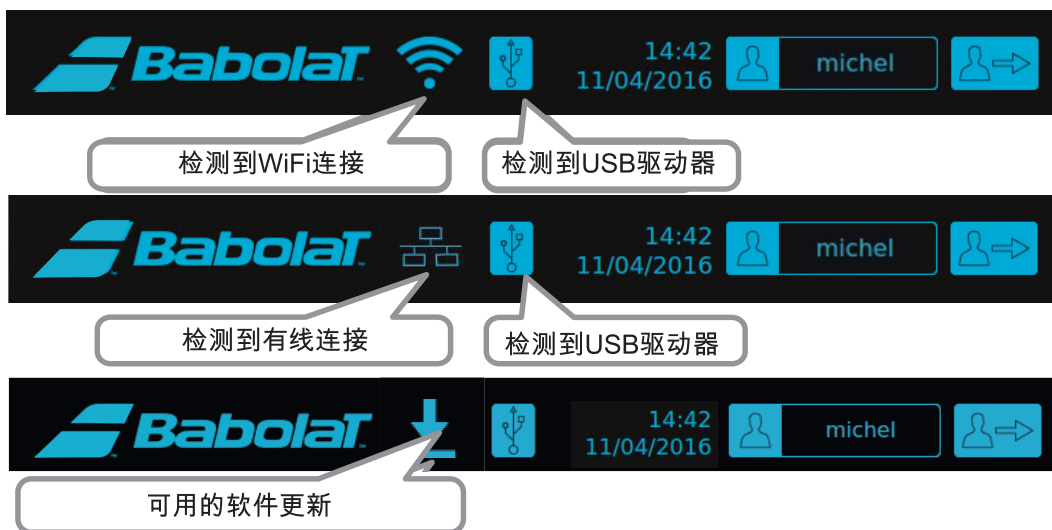 BabolaT
14:42
11/04/2016
michel
检测到WiFi连接
检测到USB驱动器
BabolaT
14:42
11/04/2016
michel
检测到有线连接
检测到USB驱动器
BabolaT
14:42
11/04/2016
michel
可用的软件更新